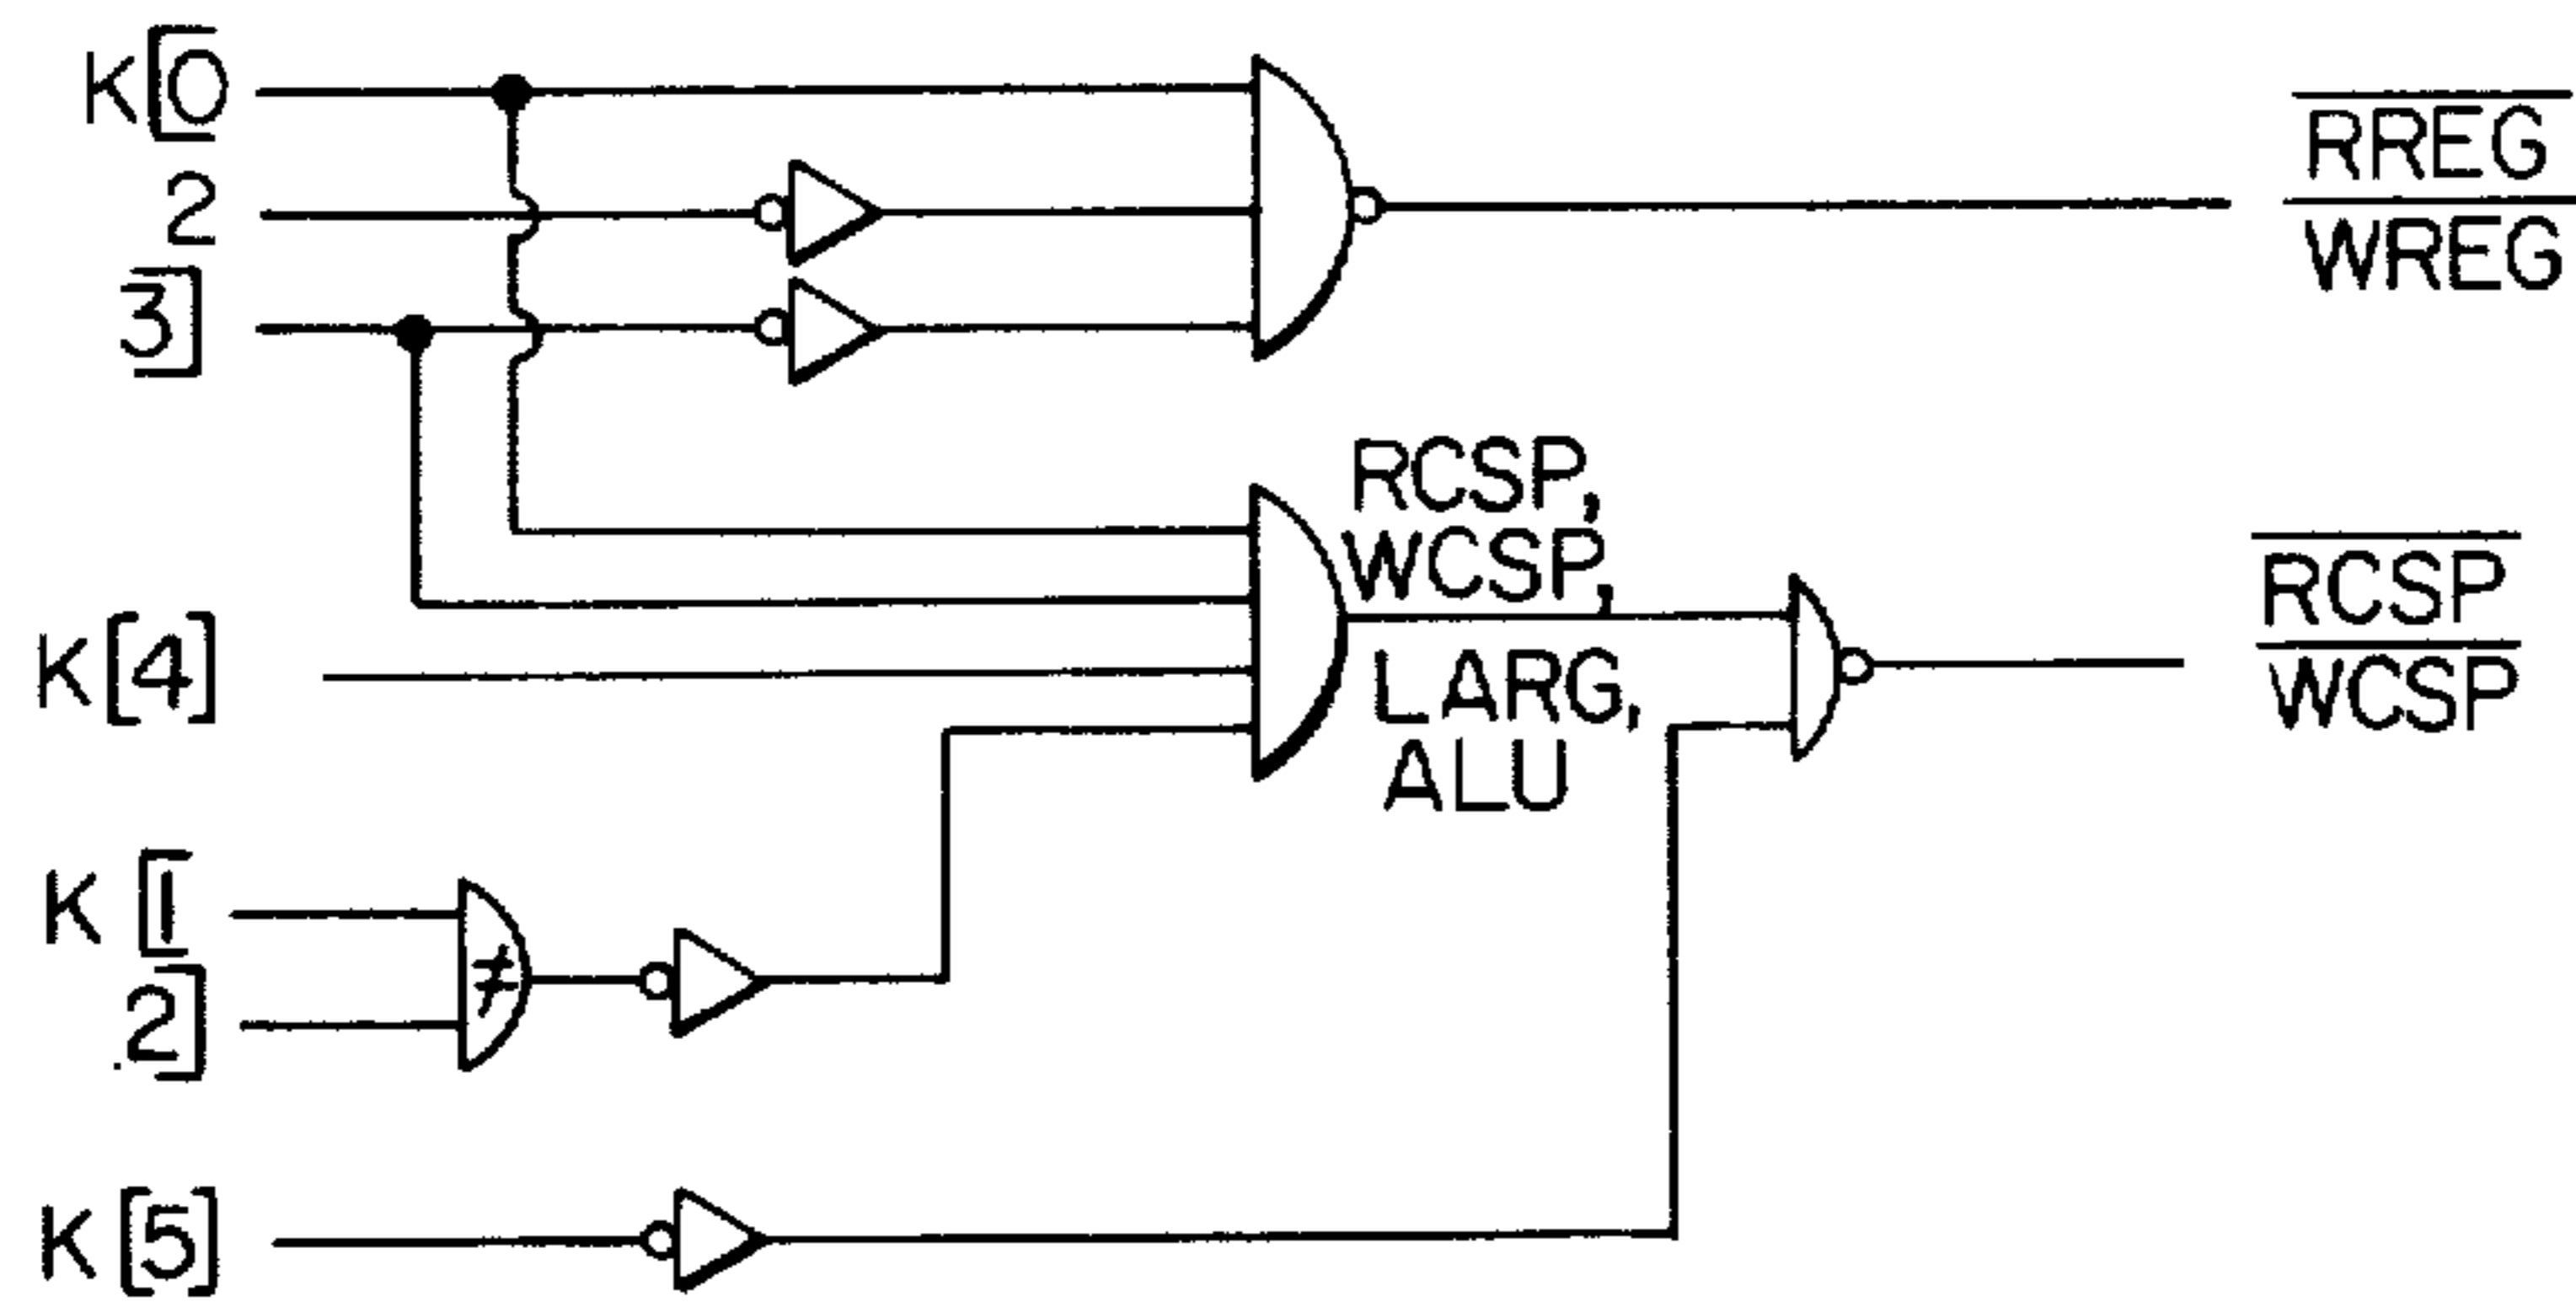 K[0
2
3]
RREG
WREG
RCSP,
WCSP,
LARG,
ALU
RCSP
WCSP
K[4]
K [1
2]
≠
K[5]